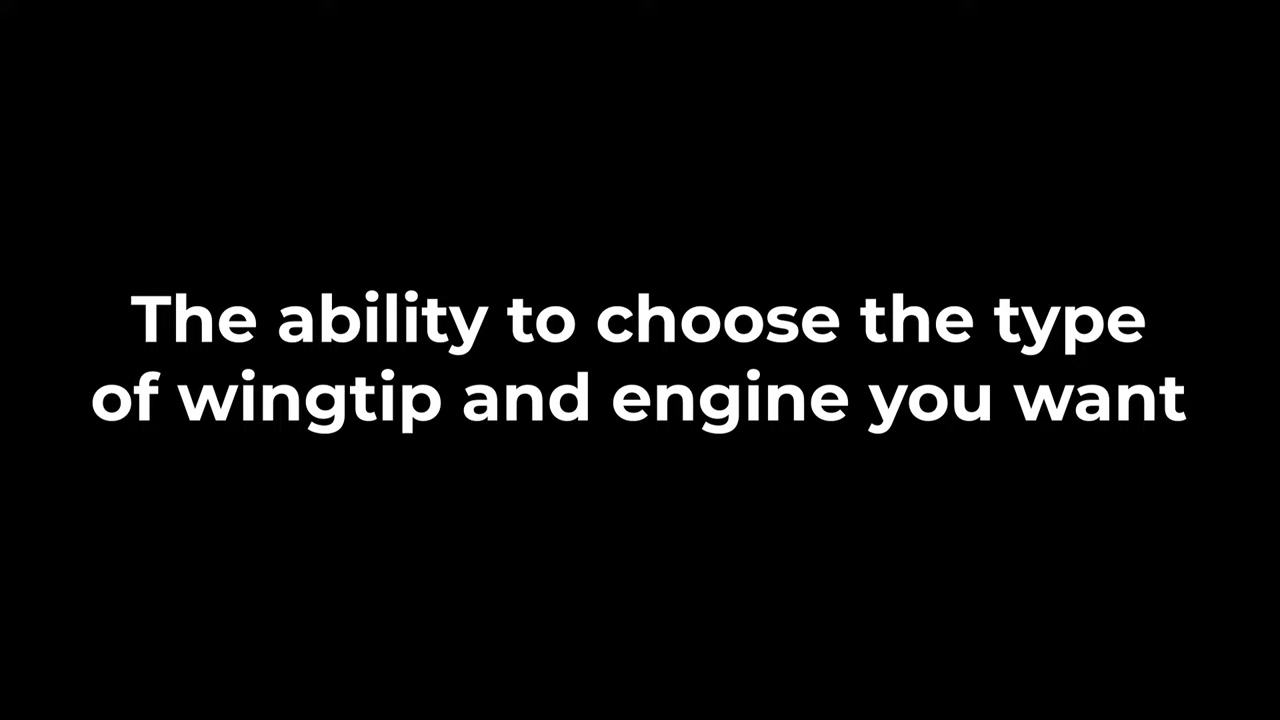 The ability to choose the type
of wingtip and engine you want